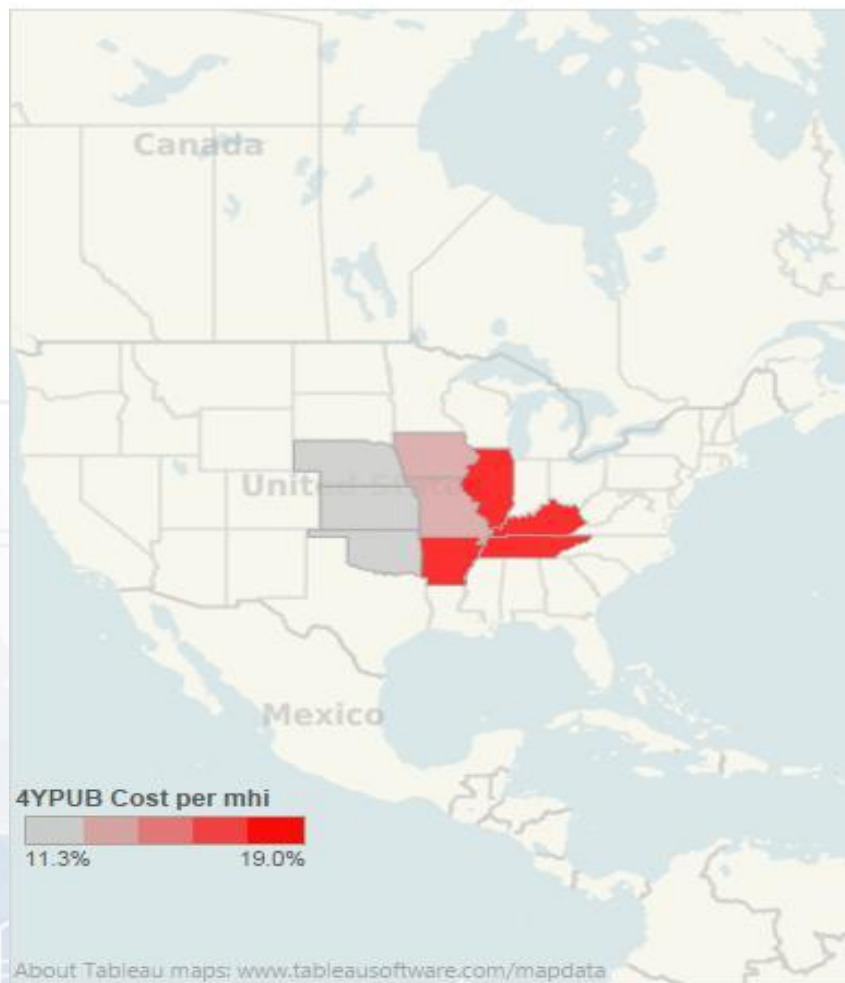 Canada
United States
Mexico
4YPUB Cost per mhi
11.3% 19.0%
About Tableau maps: www.tableausoftware.com/mapdata